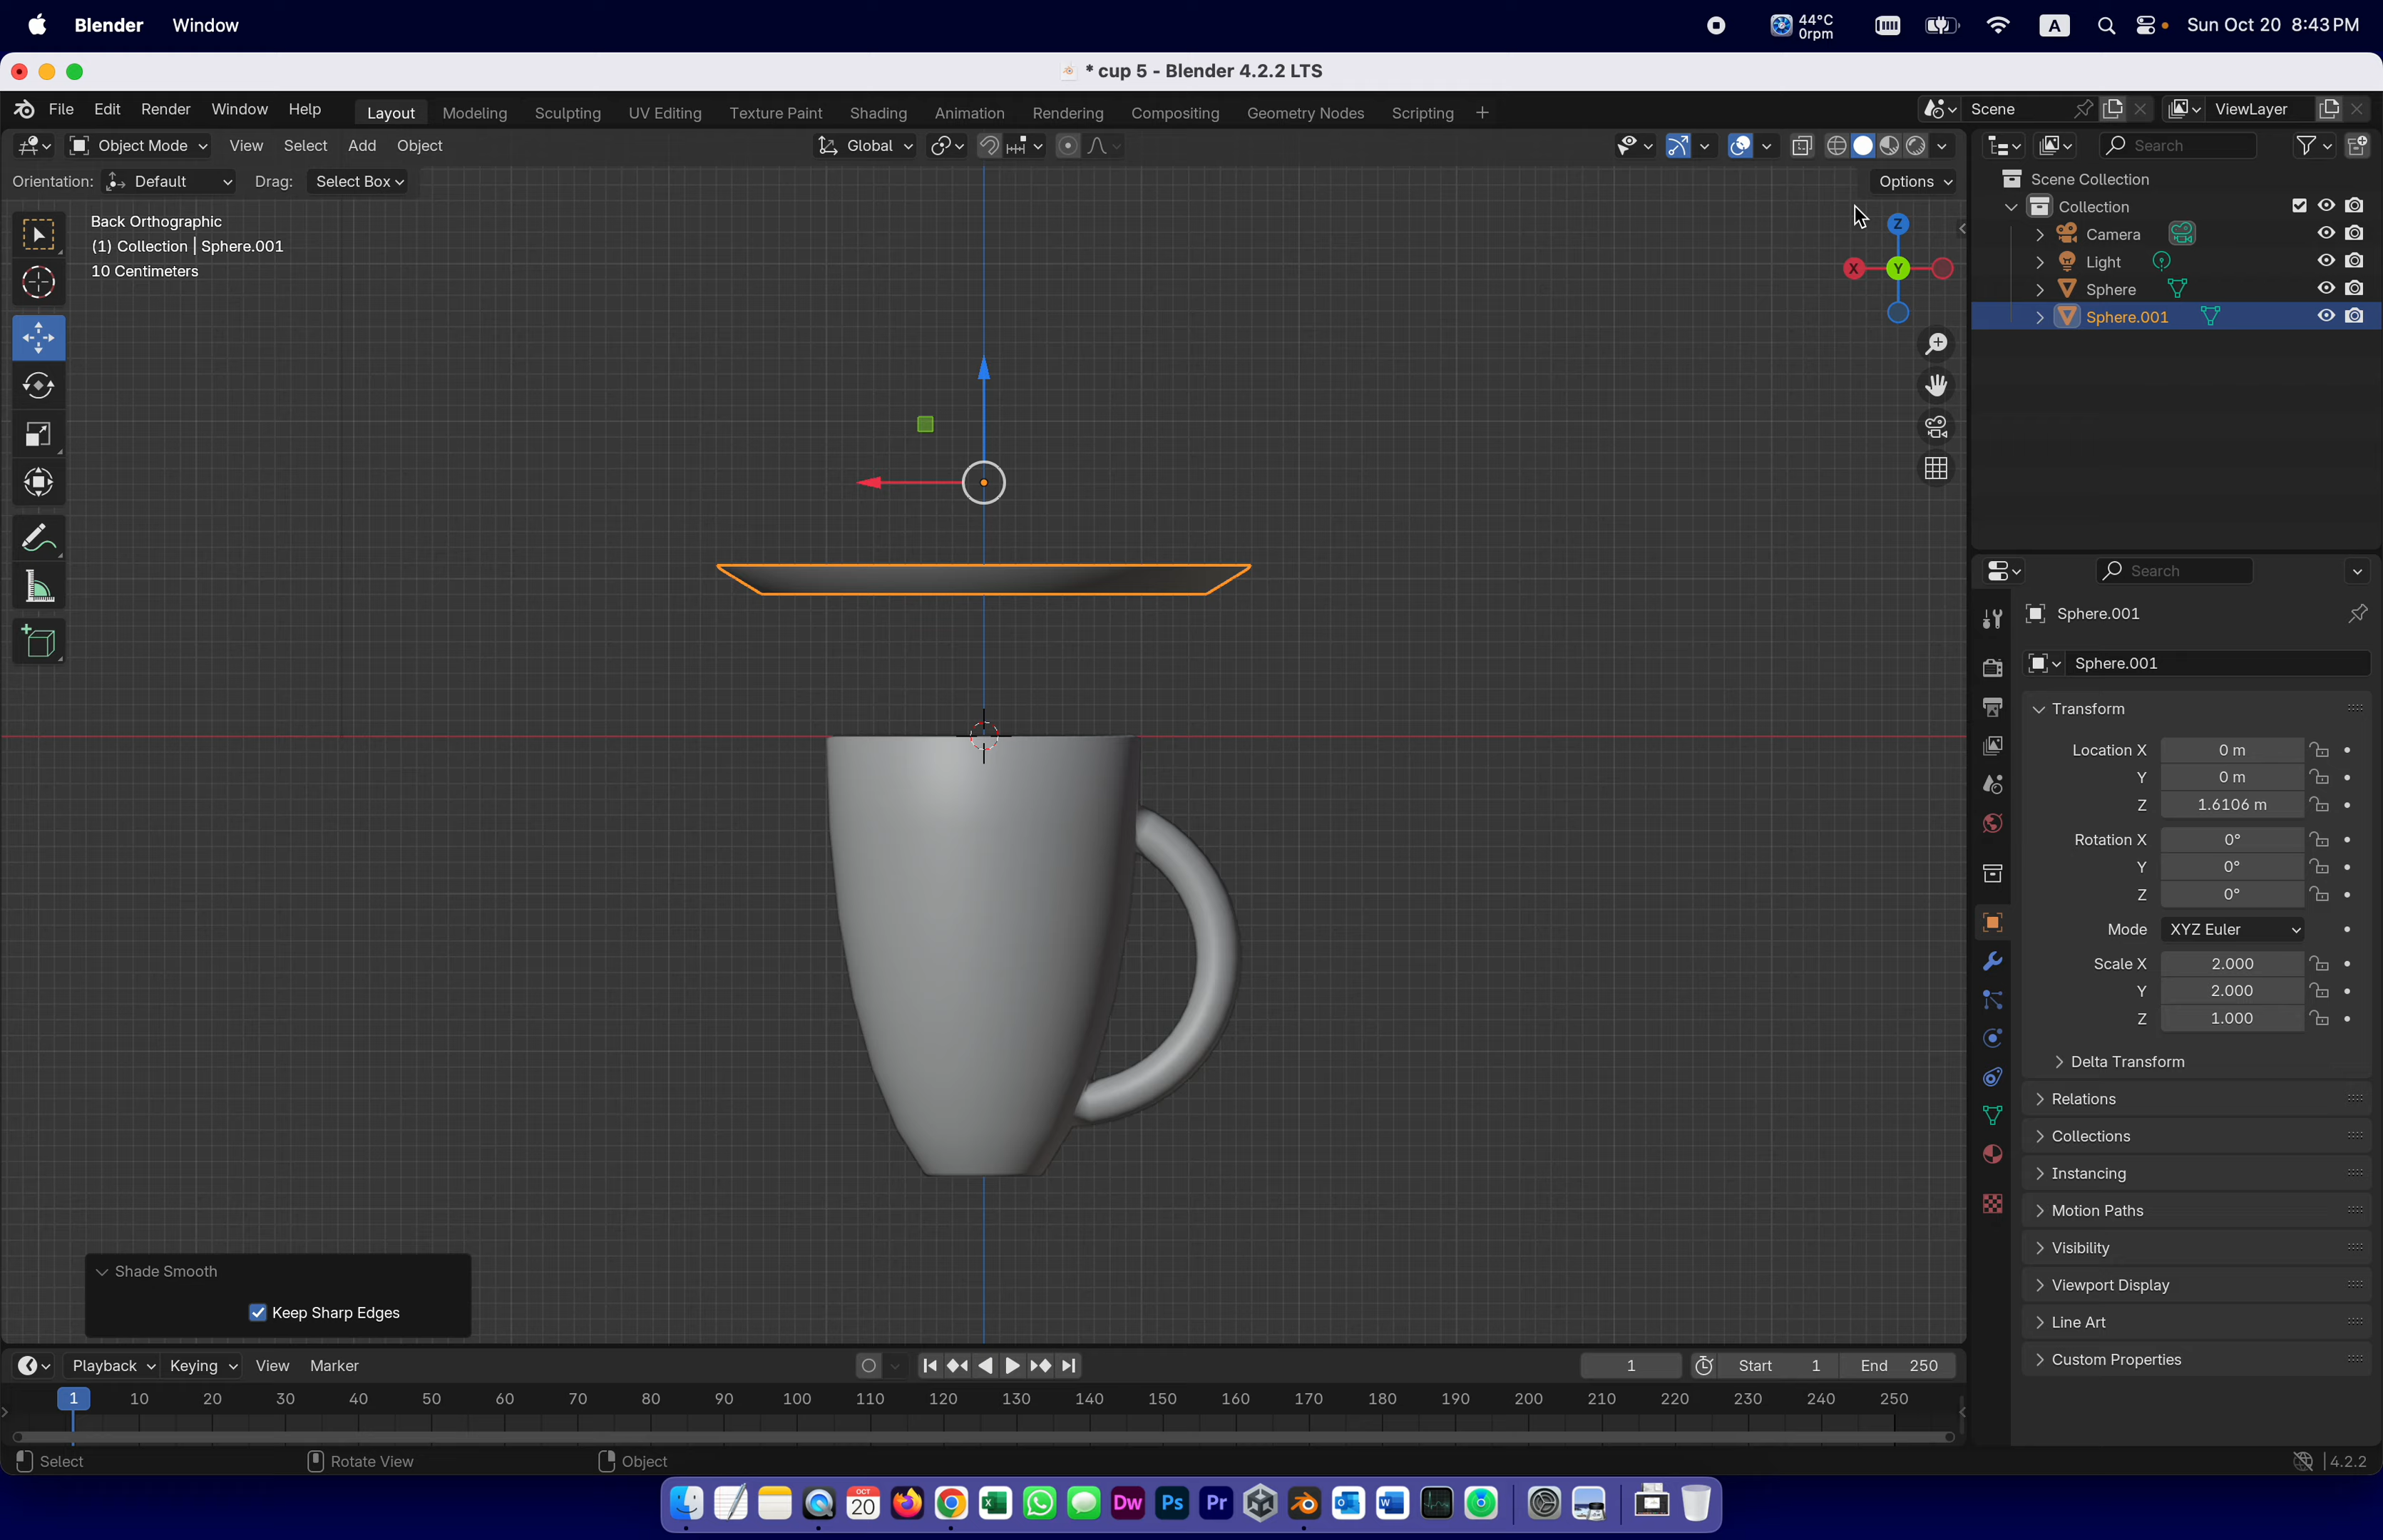 Blender Window 44°C 0rpm A Sun Oct 20 8:43 PM
* cup 5 - Blender 4.2.2 LTS
File Edit Render Window Help Layout Modeling Sculpting UV Editing Texture Paint Shading Animation Rendering Compositing Geometry Nodes Scripting + Scene ViewLayer
Object Mode View Select Add Object Global Search
Orientation: Default Drag: Select Box Options
Scene Collection
Collection
Camera
Light
Sphere
Sphere.001
Back Orthographic
(1) Collection | Sphere.001
10 Centimeters
Z
X Y
Search
Sphere.001
Sphere.001
Transform
Location X 0 m
Y 0 m
Z 1.6106 m
Rotation X 0°
Y 0°
Z 0°
Mode XYZ Euler
Scale X 2.000
Y 2.000
Z 1.000
Delta Transform
Relations
Collections
Instancing
Motion Paths
Visibility
Viewport Display
Line Art
Custom Properties
Shade Smooth
Keep Sharp Edges
Playback Keying View Marker 1 Start 1 End 250
1 10 20 30 40 50 60 70 80 90 100 110 120 130 140 150 160 170 180 190 200 210 220 230 240 250
Select Rotate View Object 4.2.2
OCT
20 X Dw Ps Pr O W